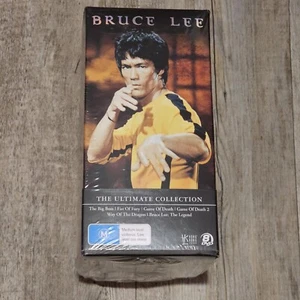 BRUCE LEE
THE ULTIMATE COLLECTION
The Big Boss | Fist Of Fury | Game Of Death | Game Of Death 2
Way Of The Dragon | Bruce Lee: The Legend
M
8